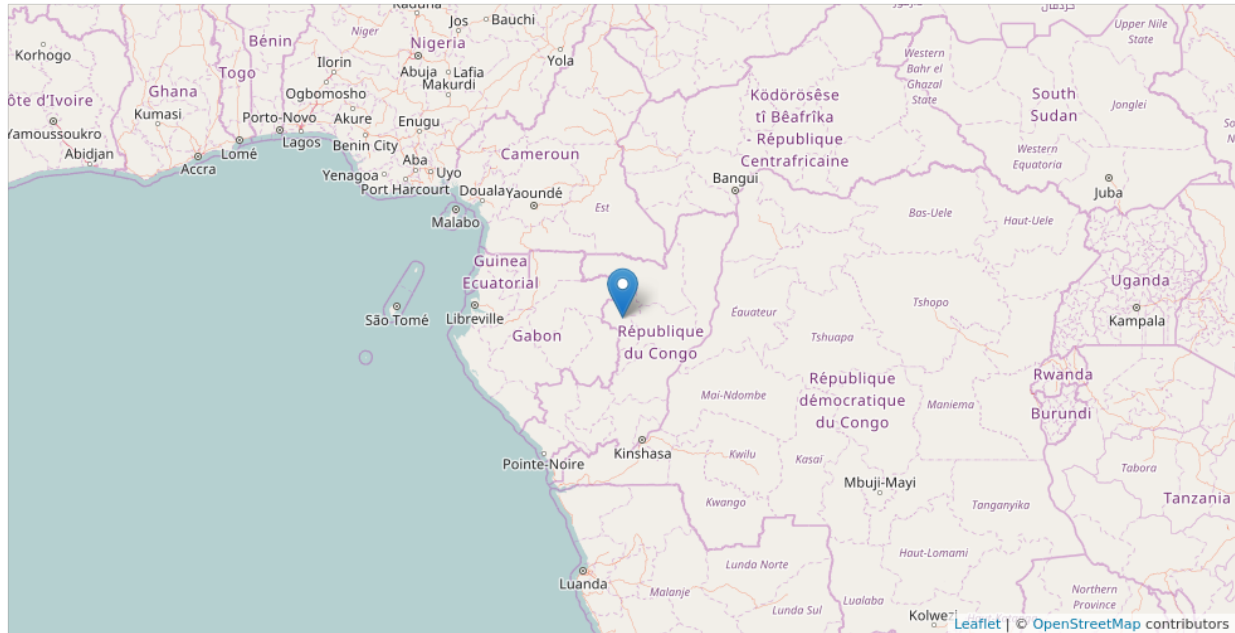 Kaduna
Jos
Bauchi
Upper Nile
State
Korhogo
Bénin
Niger
Nigeria
Yola
Western
Bahr el
Ghazal
State
Togo
Ilorin
Abuja
Lafia
Makurdi
Ködörösêse
tî Bêafrîka
- République
Centrafricaine
South
Sudan
Jonglei
ôte d'Ivoire
Ghana
Ogbomosho
Kumasi
Porto-Novo
Akure
Enugu
Yamoussoukro
Lagos
Benin City
Abidjan
Lomé
Accra
Aba
Uyo
Cameroun
Western
Equatoria
Yenagoa
Port Harcourt
Douala
Yaoundé
Bangui
Juba
Est
Malabo
Bas-Uele
Haut-Uele
Guinea
Ecuatorial
Uganda
São Tomé
Libreville
Gabon
République
du Congo
Équateur
Tshopo
Kampala
Tshuapa
Rwanda
République
démocratique
du Congo
Mai-Ndombe
Maniema
Burundi
Kinshasa
Pointe-Noire
Kwilu
Kasaï
Tabora
Mbuji-Mayi
Kwango
Tanganyika
Tanzania
Luanda
Malanje
Lunda Norte
Haut-Lomami
Lunda Sul
Lualaba
Northern
Province
Kolwezi
Leaflet | © OpenStreetMap contributors